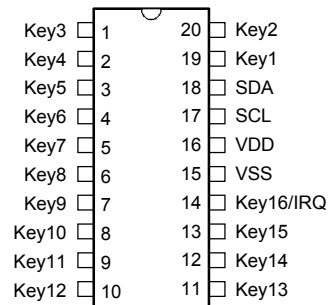 Key3 1 20 Key2
Key4 2 19 Key1
Key5 3 18 SDA
Key6 4 17 SCL
Key7 5 16 VDD
Key8 6 15 VSS
Key9 7 14 Key16/IRQ
Key10 8 13 Key15
Key11 9 12 Key14
Key12 10 11 Key13